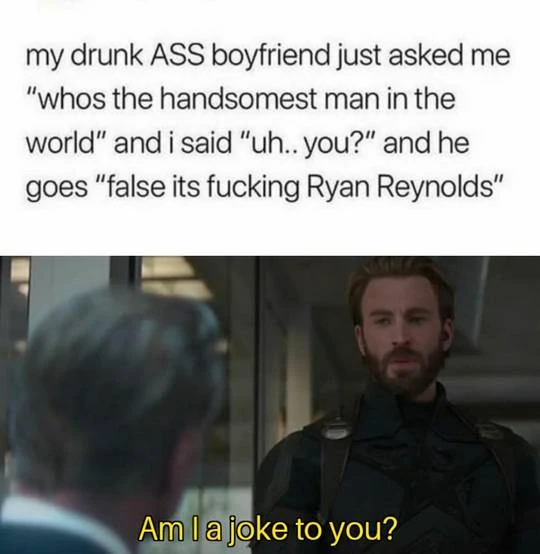 my drunk ASS boyfriend just asked me
"whos the handsomest man in the
world" and i said "uh.. you?" and he
goes "false its fucking Ryan Reynolds"
Am I a joke to you?